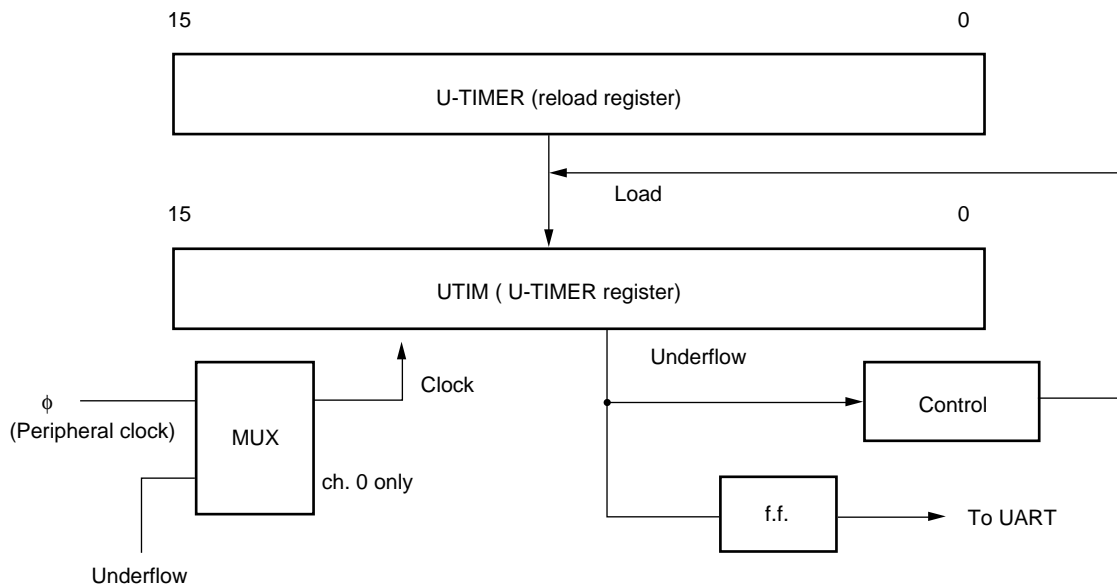 15 0
U-TIMER (reload register)
Load
15 0
UTIM ( U-TIMER register)
Underflow
Clock
ϕ
(Peripheral clock)
MUX
Control
ch. 0 only
f.f.
To UART
Underflow